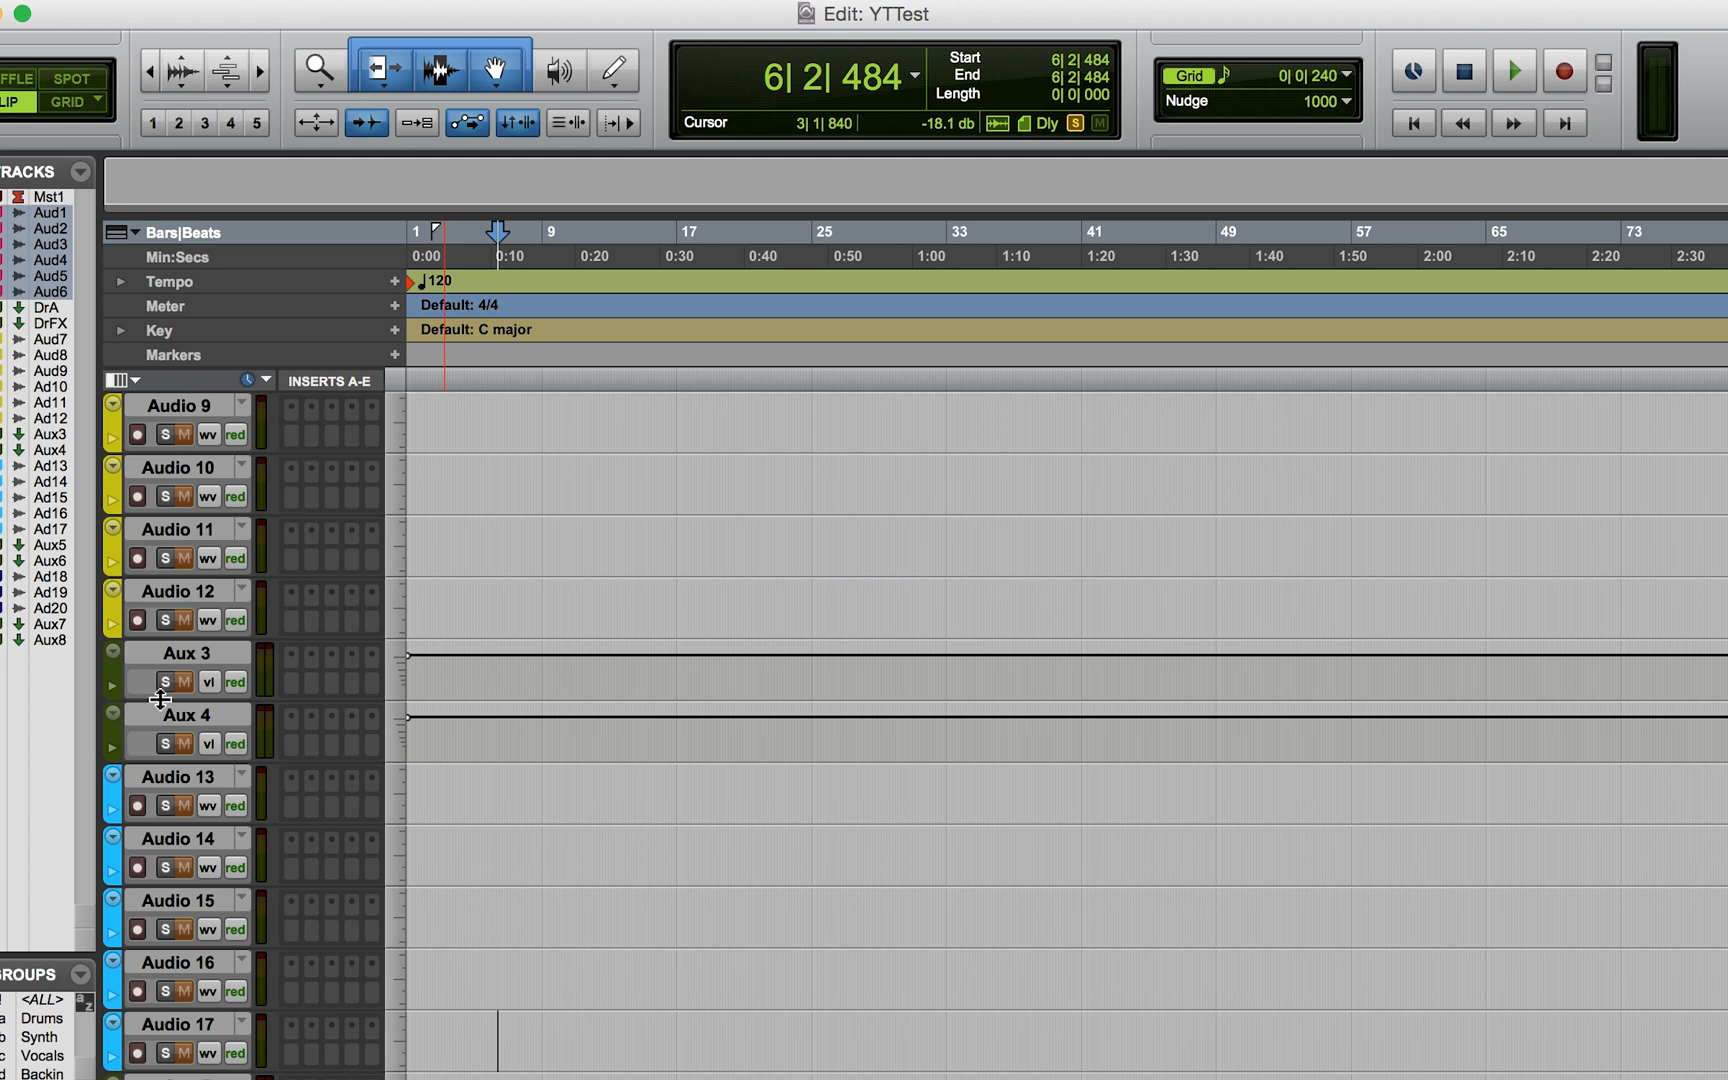 Edit: YTTest
FFLE SPOT
LIP GRID
1 2 3 4 5
6| 2| 484
Start 6| 2| 484
End 6| 2| 484
Length 0| 0| 000
Cursor 3| 1| 840 -18.1 db Dly S M
Grid 0| 0| 240
Nudge 1000
RACKS
Mst1
Aud1
Aud2
Aud3
Aud4
Aud5
Aud6
DrA
DrFX
Aud7
Aud8
Aud9
Ad10
Ad11
Ad12
Aux3
Aux4
Ad13
Ad14
Ad15
Ad16
Ad17
Aux5
Aux6
Ad18
Ad19
Ad20
Aux7
Aux8
ROUPS
! <ALL> a z
a Drums
b Synth
c Vocals
d Backin
Bars|Beats 1 9 17 25 33 41 49 57 65 73
Min:Secs 0:00 0:10 0:20 0:30 0:40 0:50 1:00 1:10 1:20 1:30 1:40 1:50 2:00 2:10 2:20 2:30
Tempo + 120
Meter + Default: 4/4
Key + Default: C major
Markers +
INSERTS A-E
Audio 9
S M wv red
Audio 10
S M wv red
Audio 11
S M wv red
Audio 12
S M wv red
Aux 3
S M vl red
Aux 4
S M vl red
Audio 13
S M wv red
Audio 14
S M wv red
Audio 15
S M wv red
Audio 16
S M wv red
Audio 17
S M wv red